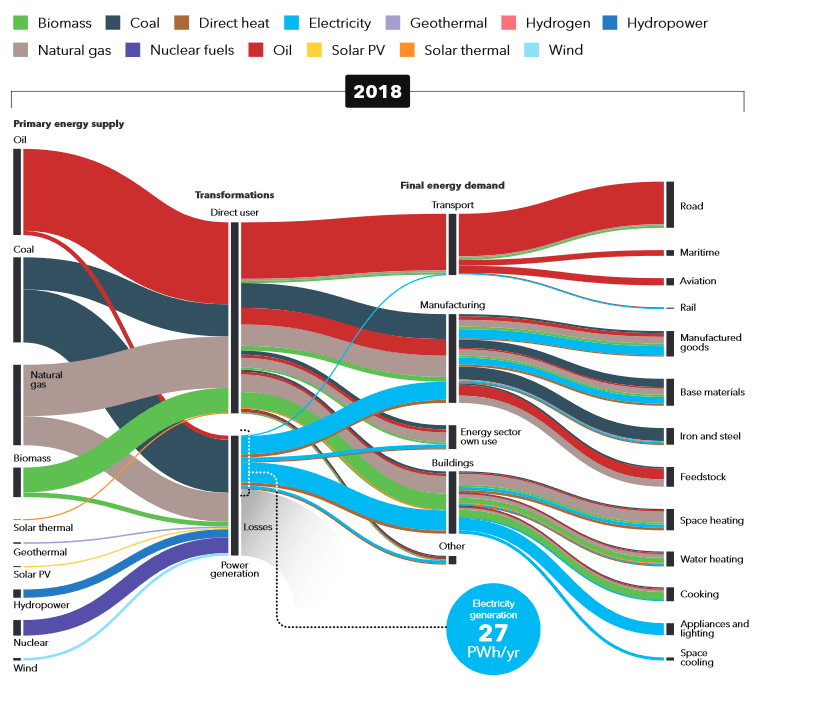 Biomass Coal Direct heat Electricity Geothermal Hydrogen Hydropower
Natural gas Nuclear fuels Oil Solar PV Solar thermal Wind
2018
Primary energy supply
Oil
Coal
Natural
gas
Biomass
Solar thermal
Geothermal
Solar PV
Hydropower
Nuclear
Wind
Transformations
Direct user
Losses
Power
generation
Final energy demand
Transport
Manufacturing
Energy sector
own use
Buildings
Other
Electricity
generation
27
PWh/yr
Road
Maritime
Aviation
Rail
Manufactured
goods
Base materials
Iron and steel
Feedstock
Space heating
Water heating
Cooking
Appliances and
lighting
Space
cooling